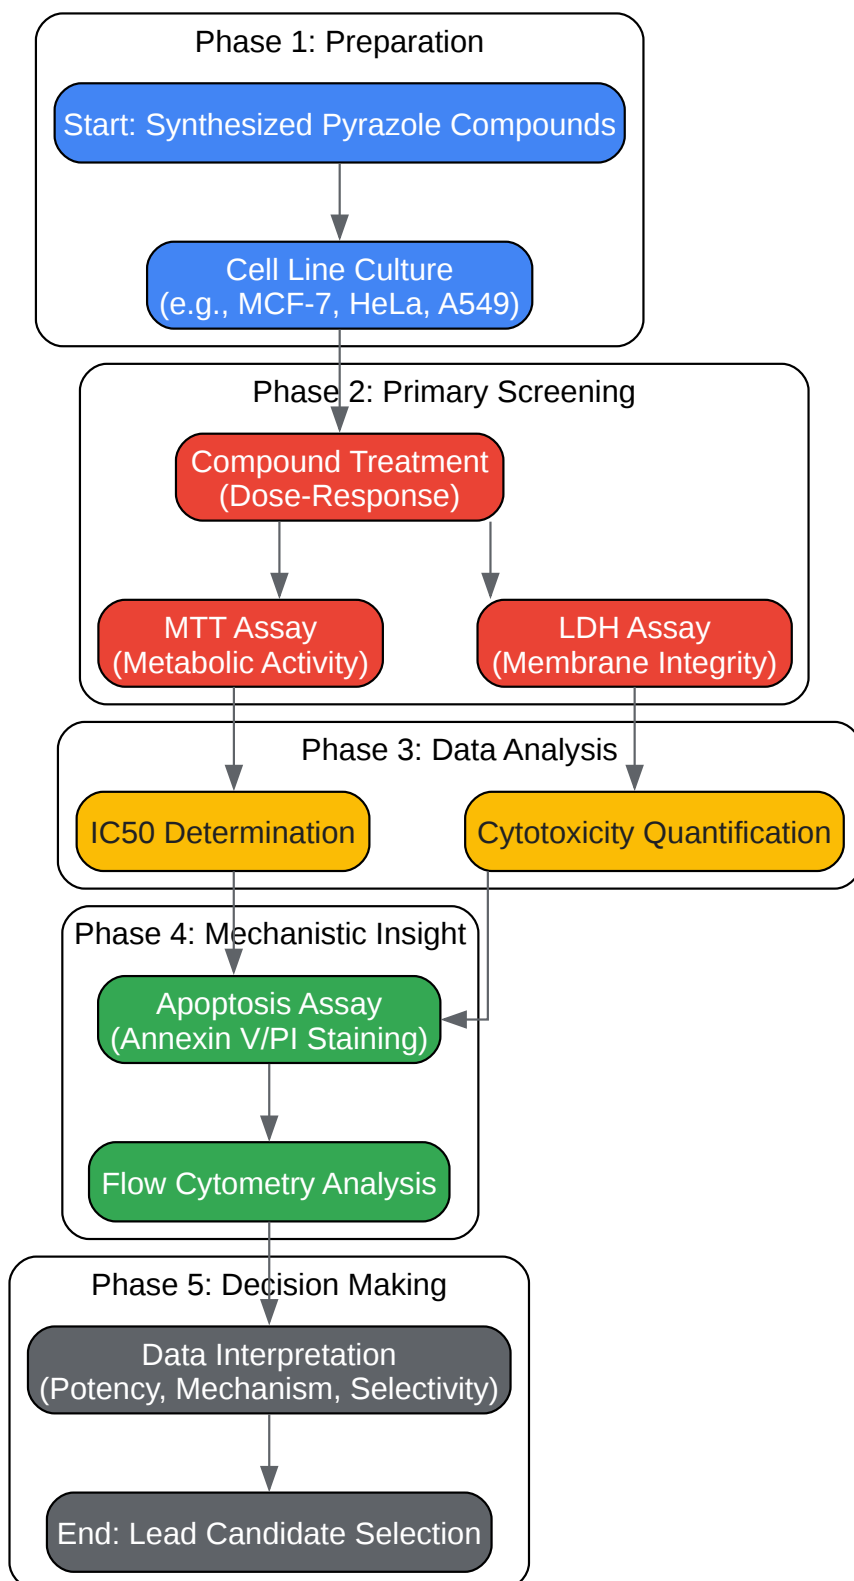 Phase 1: Preparation
Start: Synthesized Pyrazole Compounds
Cell Line Culture
(e.g., MCF-7, HeLa, A549)
Phase 2: Primary Screening
Compound Treatment
(Dose-Response)
MTT Assay
(Metabolic Activity)
LDH Assay
(Membrane Integrity)
Phase 3: Data Analysis
IC50 Determination
Cytotoxicity Quantification
Phase 4: Mechanistic Insight
Apoptosis Assay
(Annexin V/PI Staining)
Flow Cytometry Analysis
Phase 5: Decision Making
Data Interpretation
(Potency, Mechanism, Selectivity)
End: Lead Candidate Selection